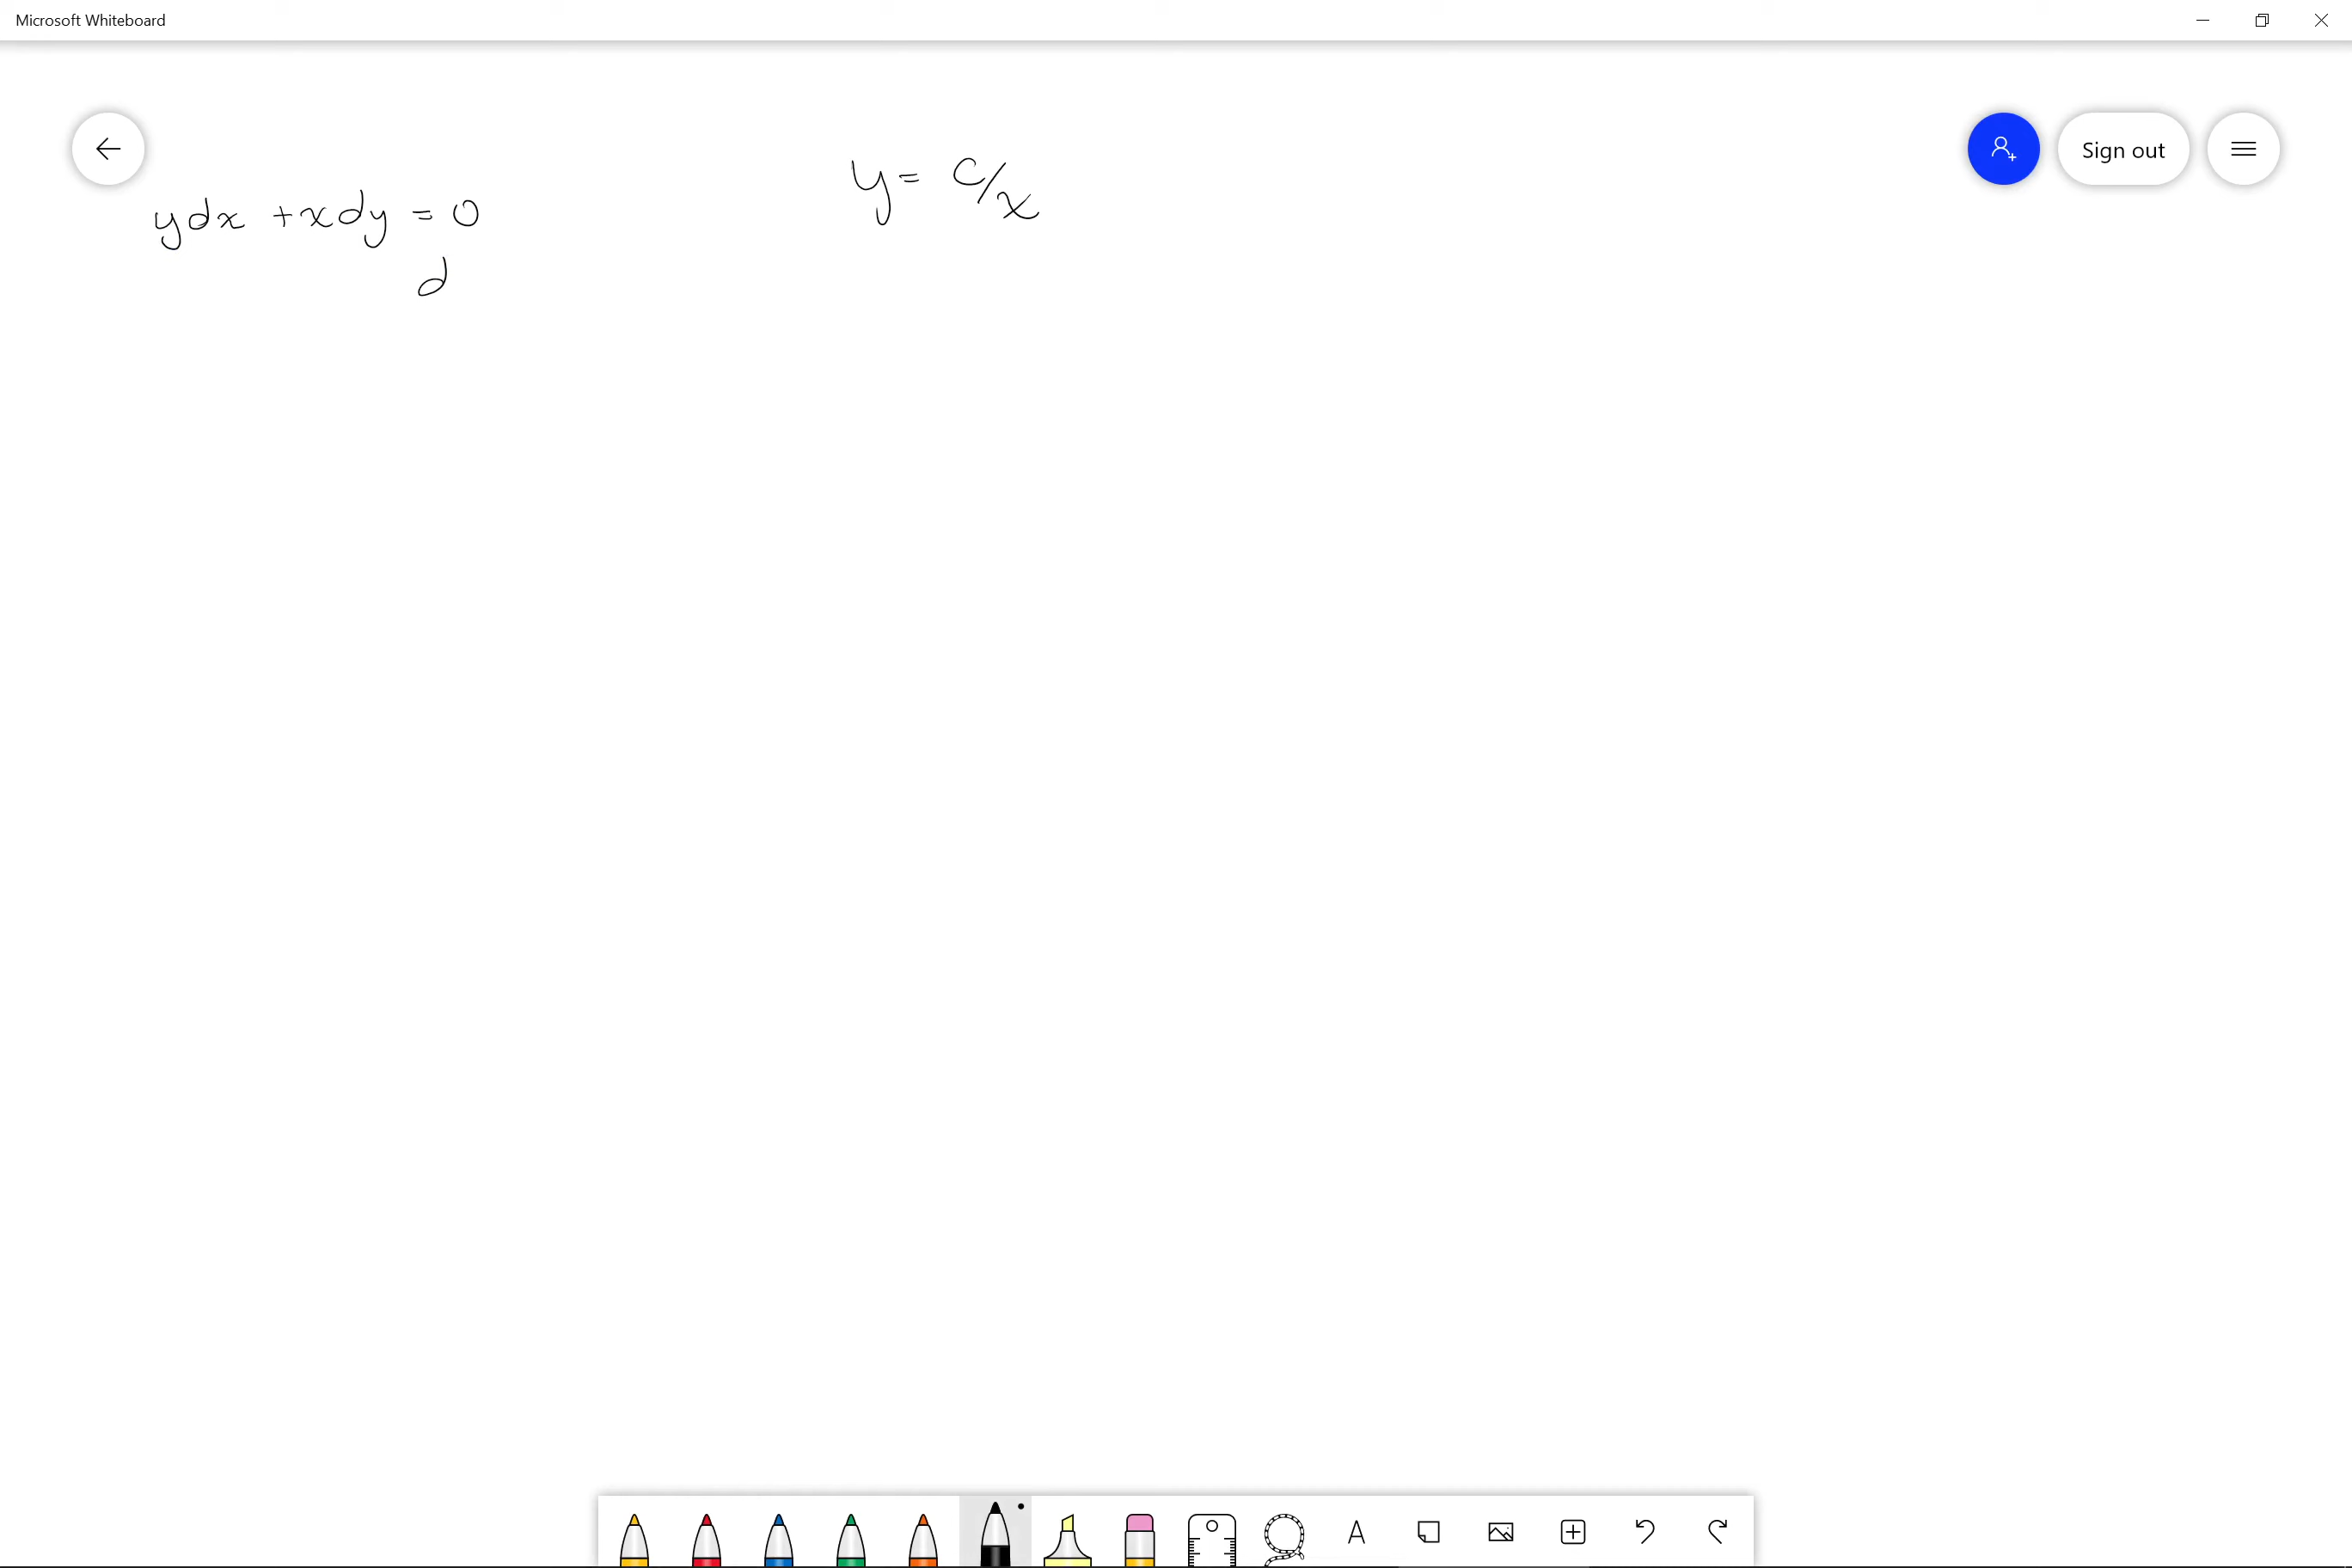 Microsoft Whiteboard
Sign out
y = c/x
ydx + xdy = 0
d
A